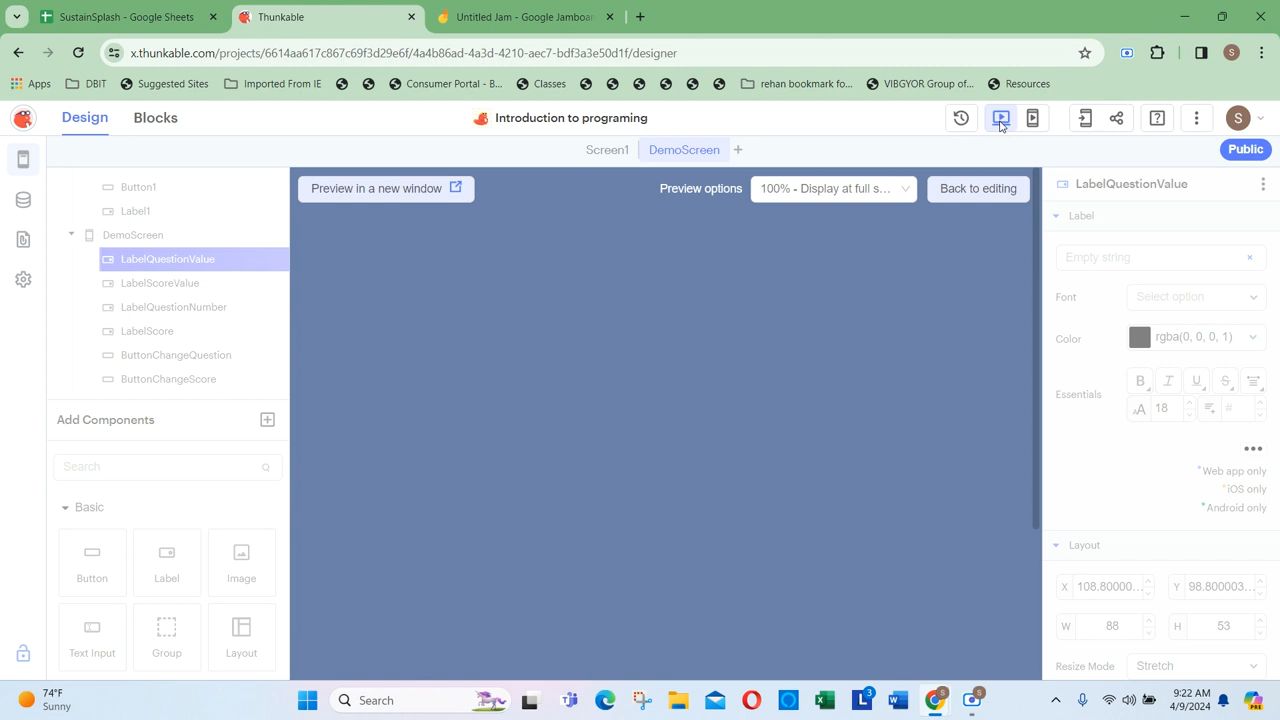 SustainSplash - Google Sheets
Thunkable
Untitled Jam - Google Jamboard
x.thunkable.com/projects/6614aa617c867c69f3d29e6f/4a4b86ad-4a3d-4210-aec7-bdf3a3e50d1f/designer
S
Apps
DBIT
Suggested Sites
Imported From IE
Consumer Portal - B...
Classes
rehan bookmark fo...
VIBGYOR Group of...
Resources
Design
Blocks
Introduction to programing
S
Screen1
DemoScreen
Public
Button1
Label1
DemoScreen
LabelQuestionValue
LabelScoreValue
LabelQuestionNumber
LabelScore
ButtonChangeQuestion
ButtonChangeScore
Add Components
Search
Basic
Button
Label
Image
Text Input
Group
Layout
Preview in a new window
Preview options
100% - Display at full s...
Back to editing
LabelQuestionValue
Label
Empty string
Font
Select option
Color
rgba(0, 0, 0, 1)
Essentials
B I U S
AA 18 #
*Web app only
*iOS only
*Android only
Layout
X 108.80000... Y 98.800003...
W 88 H 53
Resize Mode Stretch
74°F
Sunny
Search
3
9:22 AM
4/9/2024